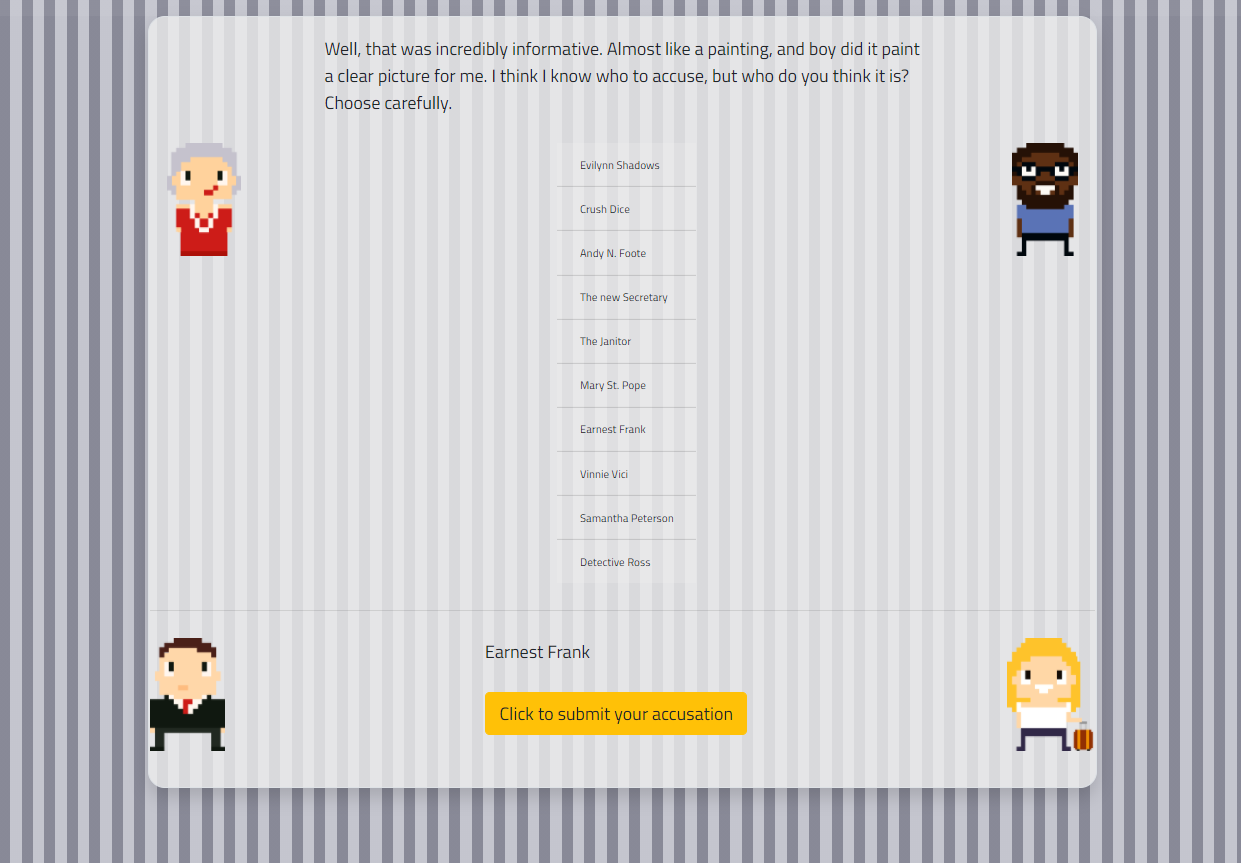 Well, that was incredibly informative. Almost like a painting, and boy did it paint
a clear picture for me. I think I know who to accuse, but who do you think it is?
Choose carefully.
Evilynn Shadows
Crush Dice
Andy N. Foote
The new Secretary
The Janitor
Mary St. Pope
Earnest Frank
Vinnie Vici
Samantha Peterson
Detective Ross
Earnest Frank
Click to submit your accusation